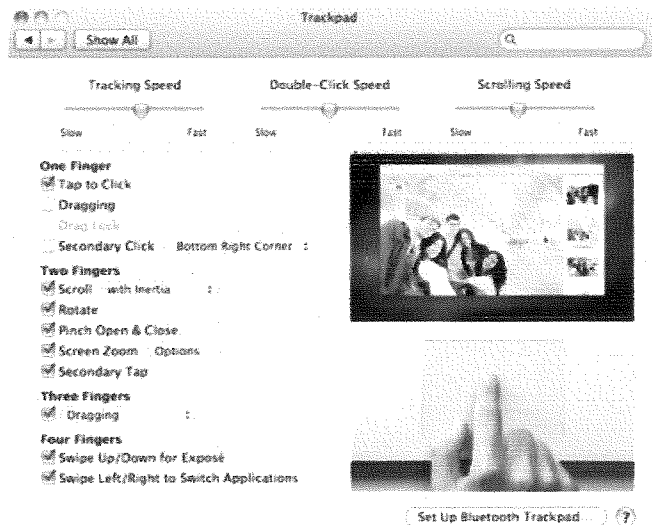 Trackpad
Show All
Tracking Speed Double-Click Speed Scrolling Speed
Slow Fast Slow Fast Slow Fast
One Finger
Tap to Click
Dragging
Drag Lock
Secondary Click Bottom Right Corner
Two Fingers
Scroll with Inertia
Rotate
Pinch Open & Close
Screen Zoom Options
Secondary Tap
Three Fingers
Dragging
Four Fingers
Swipe Up/Down for Exposé
Swipe Left/Right to Switch Applications
Set Up Bluetooth Trackpad... ?